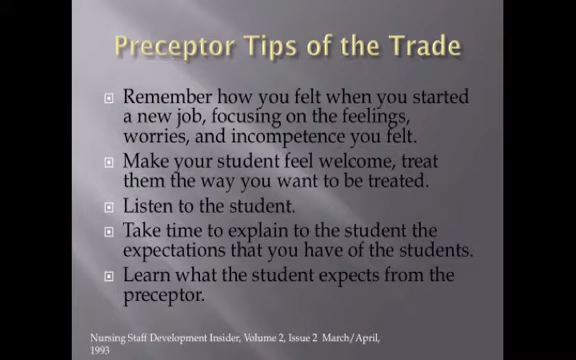 Preceptor Tips of the Trade
Remember how you felt when you started
a new job, focusing on the feelings,
worries, and incompetence you felt.
Make your student feel welcome, treat
them the way you want to be treated.
Listen to the student.
Take time to explain to the student the
expectations that you have of the students.
Learn what the student expects from the
preceptor.
Nursing Staff Development Insider, Volume 2, Issue 2 March/April,
1993